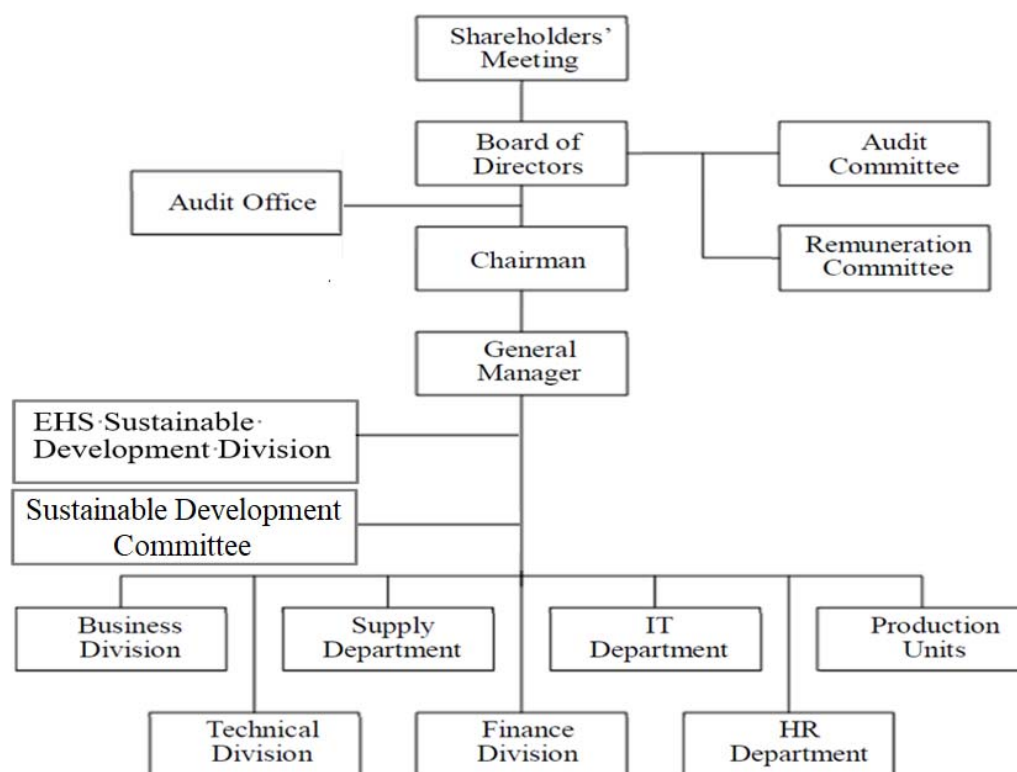 Shareholders’
Meeting
Board of
Directors
Audit
Committee
Audit Office
Remuneration
Committee
Chairman
General
Manager
EHS·Sustainable·
Development·Division
Sustainable Development
Committee
Business
Division
Supply
Department
IT
Department
Production
Units
Technical
Division
Finance
Division
HR
Department